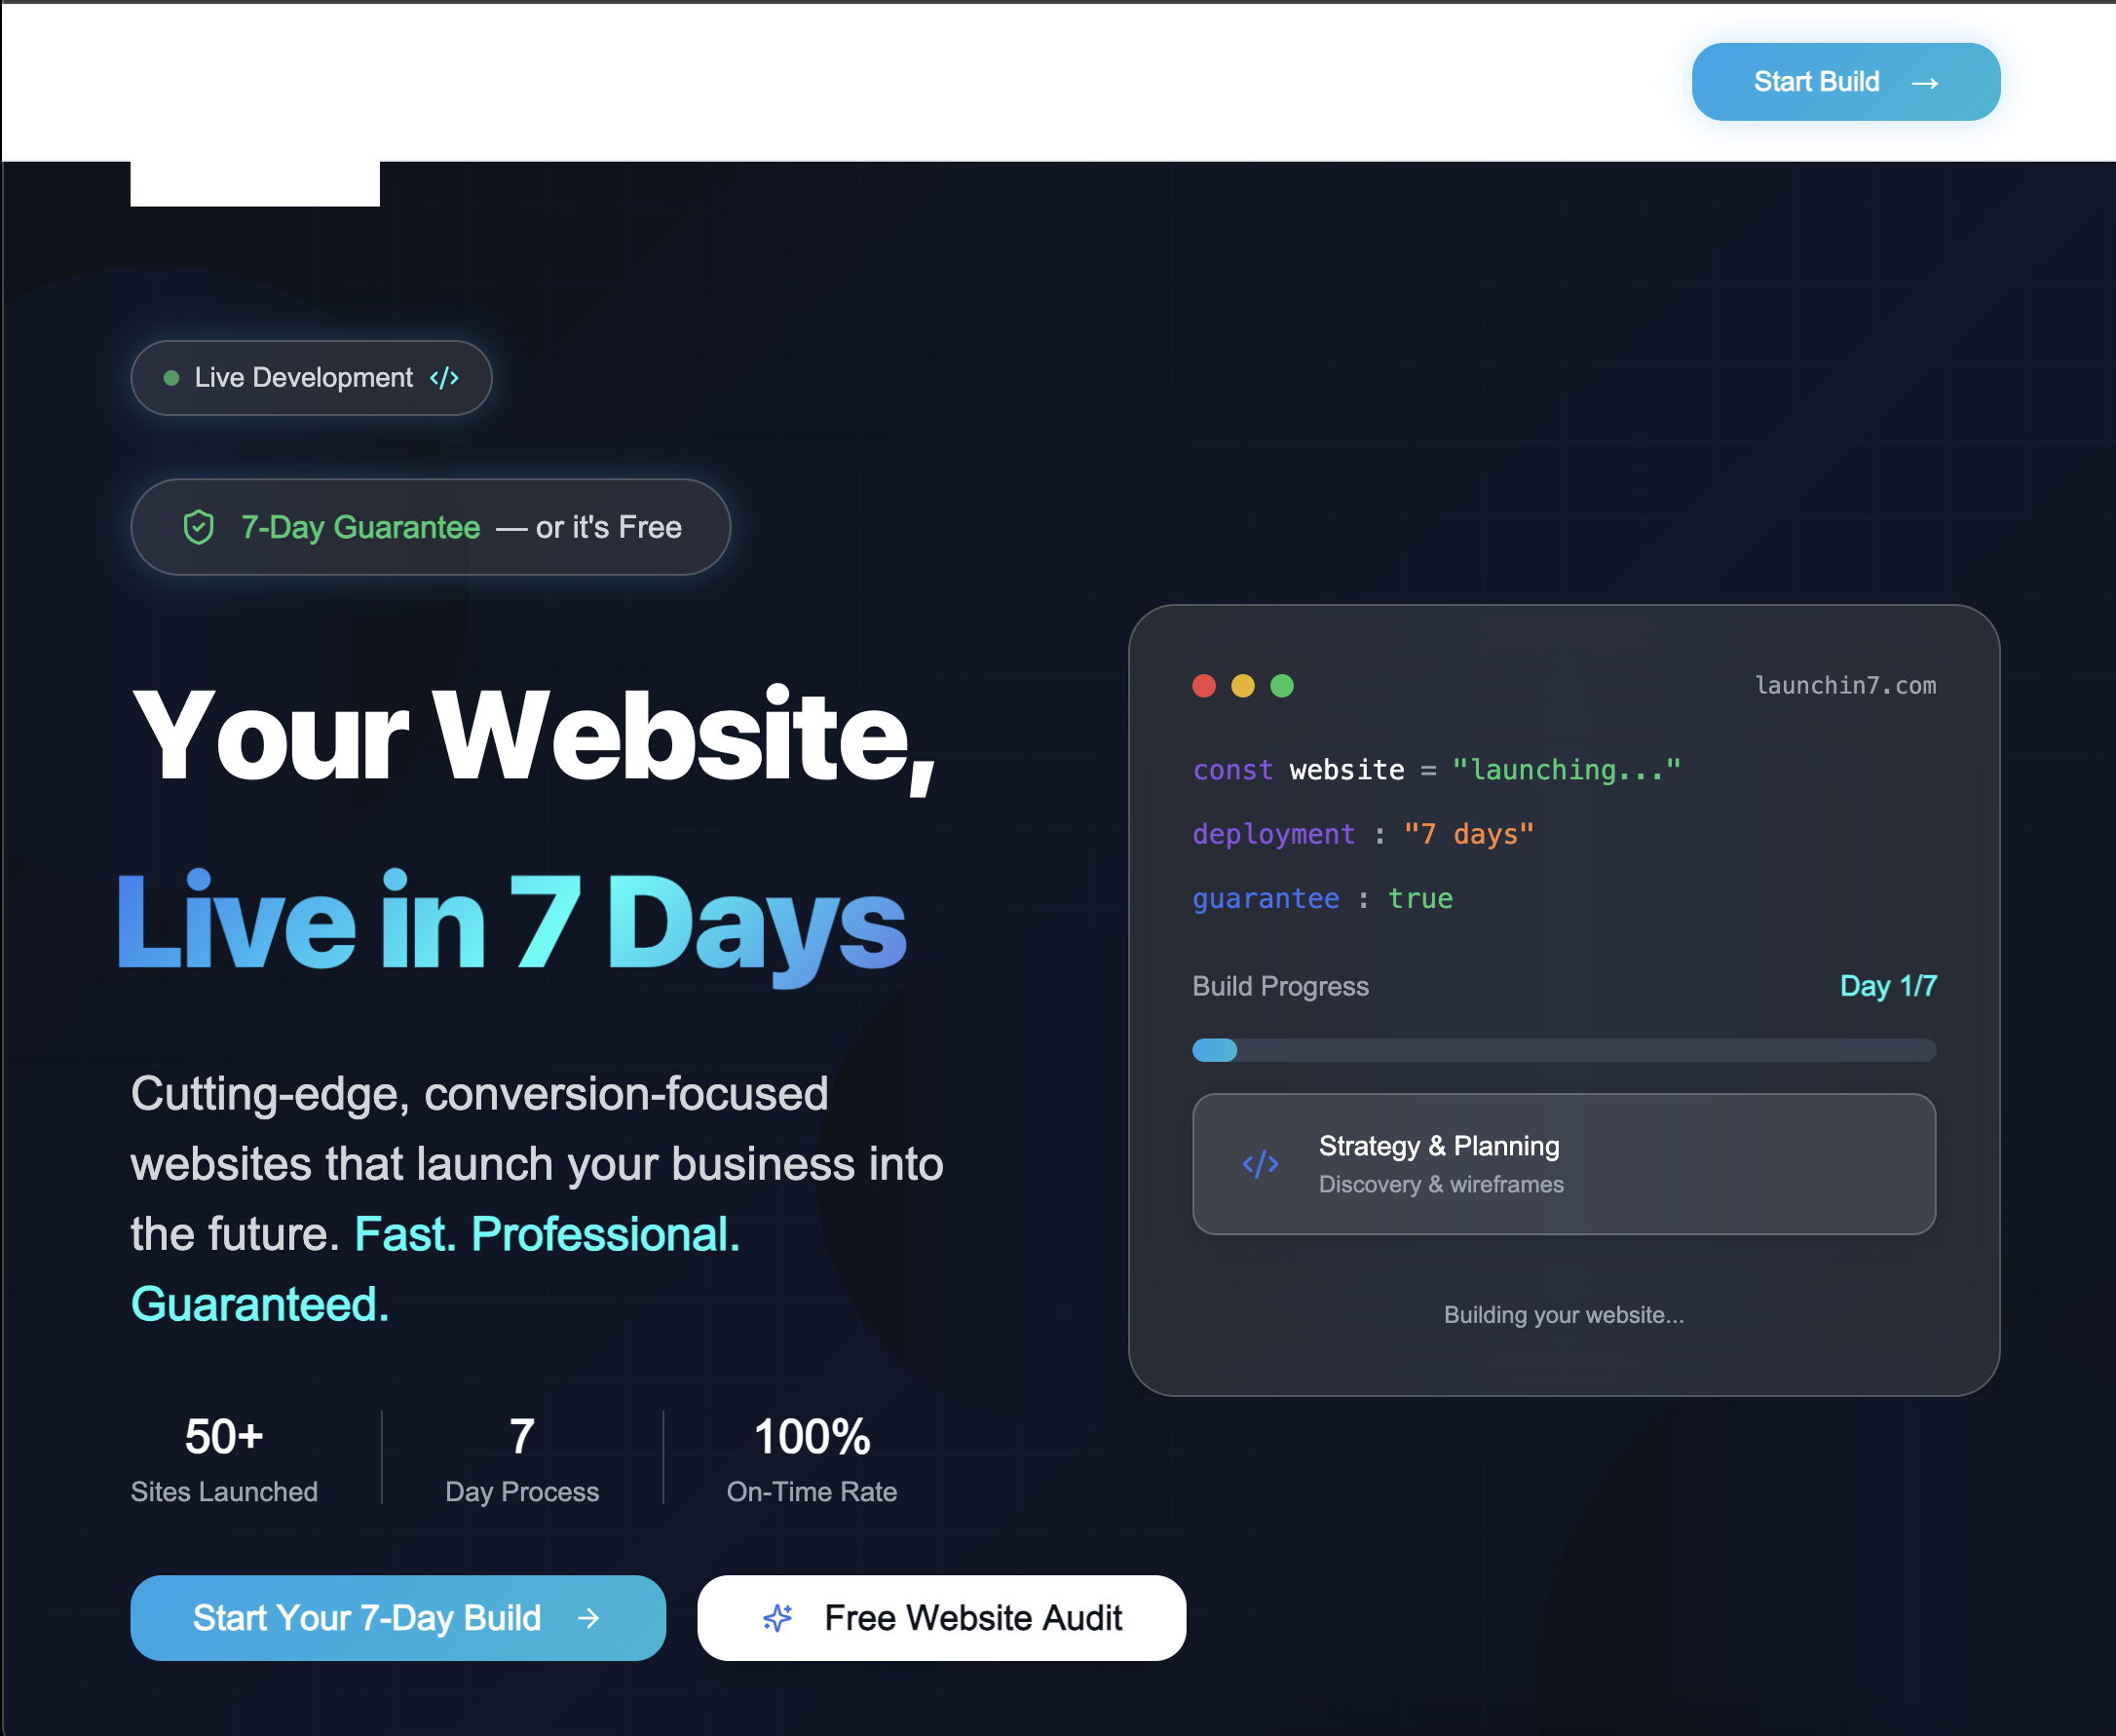 Start Build →
Live Development </>
7-Day Guarantee — or it's Free
Your Website,
Live in 7 Days
Cutting-edge, conversion-focused
websites that launch your business into
the future. Fast. Professional.
Guaranteed.
50+
Sites Launched
7
Day Process
100%
On-Time Rate
Start Your 7-Day Build →
Free Website Audit
launchin7.com
const website = "launching..."
deployment : "7 days"
guarantee : true
Build Progress
Day 1/7
</> Strategy & Planning
Discovery & wireframes
Building your website...